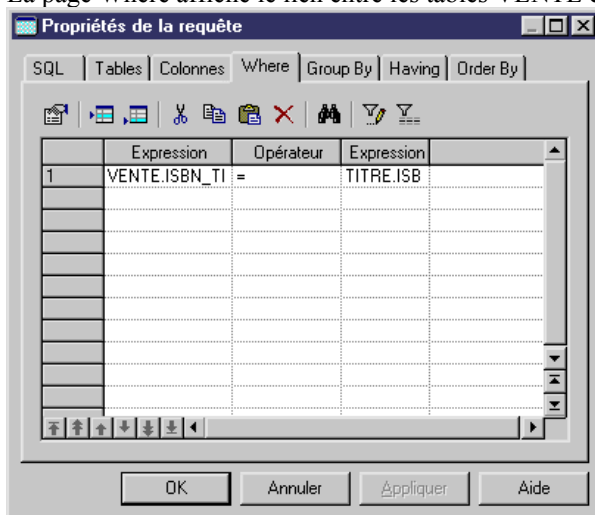 La page Where affiche le lien entre les tables VENTE
Propriétés de la requête
SQL Tables Colonnes Where Group By Having Order By
Expression Opérateur Expression
1 VENTE.ISBN_TI = TITRE.ISB
OK Annuler Appliquer Aide